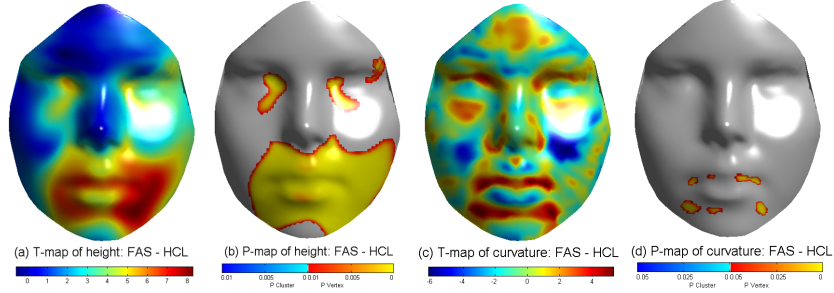 (a) T-map of height: FAS - HCL
(b) P-map of height: FAS - HCL
(c) T-map of curvature: FAS - HCL
(d) P-map of curvature: FAS - HCL
0 1 2 3 4 5 6 7 8
0.01 0.005 0.01 0.005 0
P Cluster P Vertex
-6 -4 -2 0 2 4
0.05 0.025 0.05 0.025 0
P Cluster P Vertex